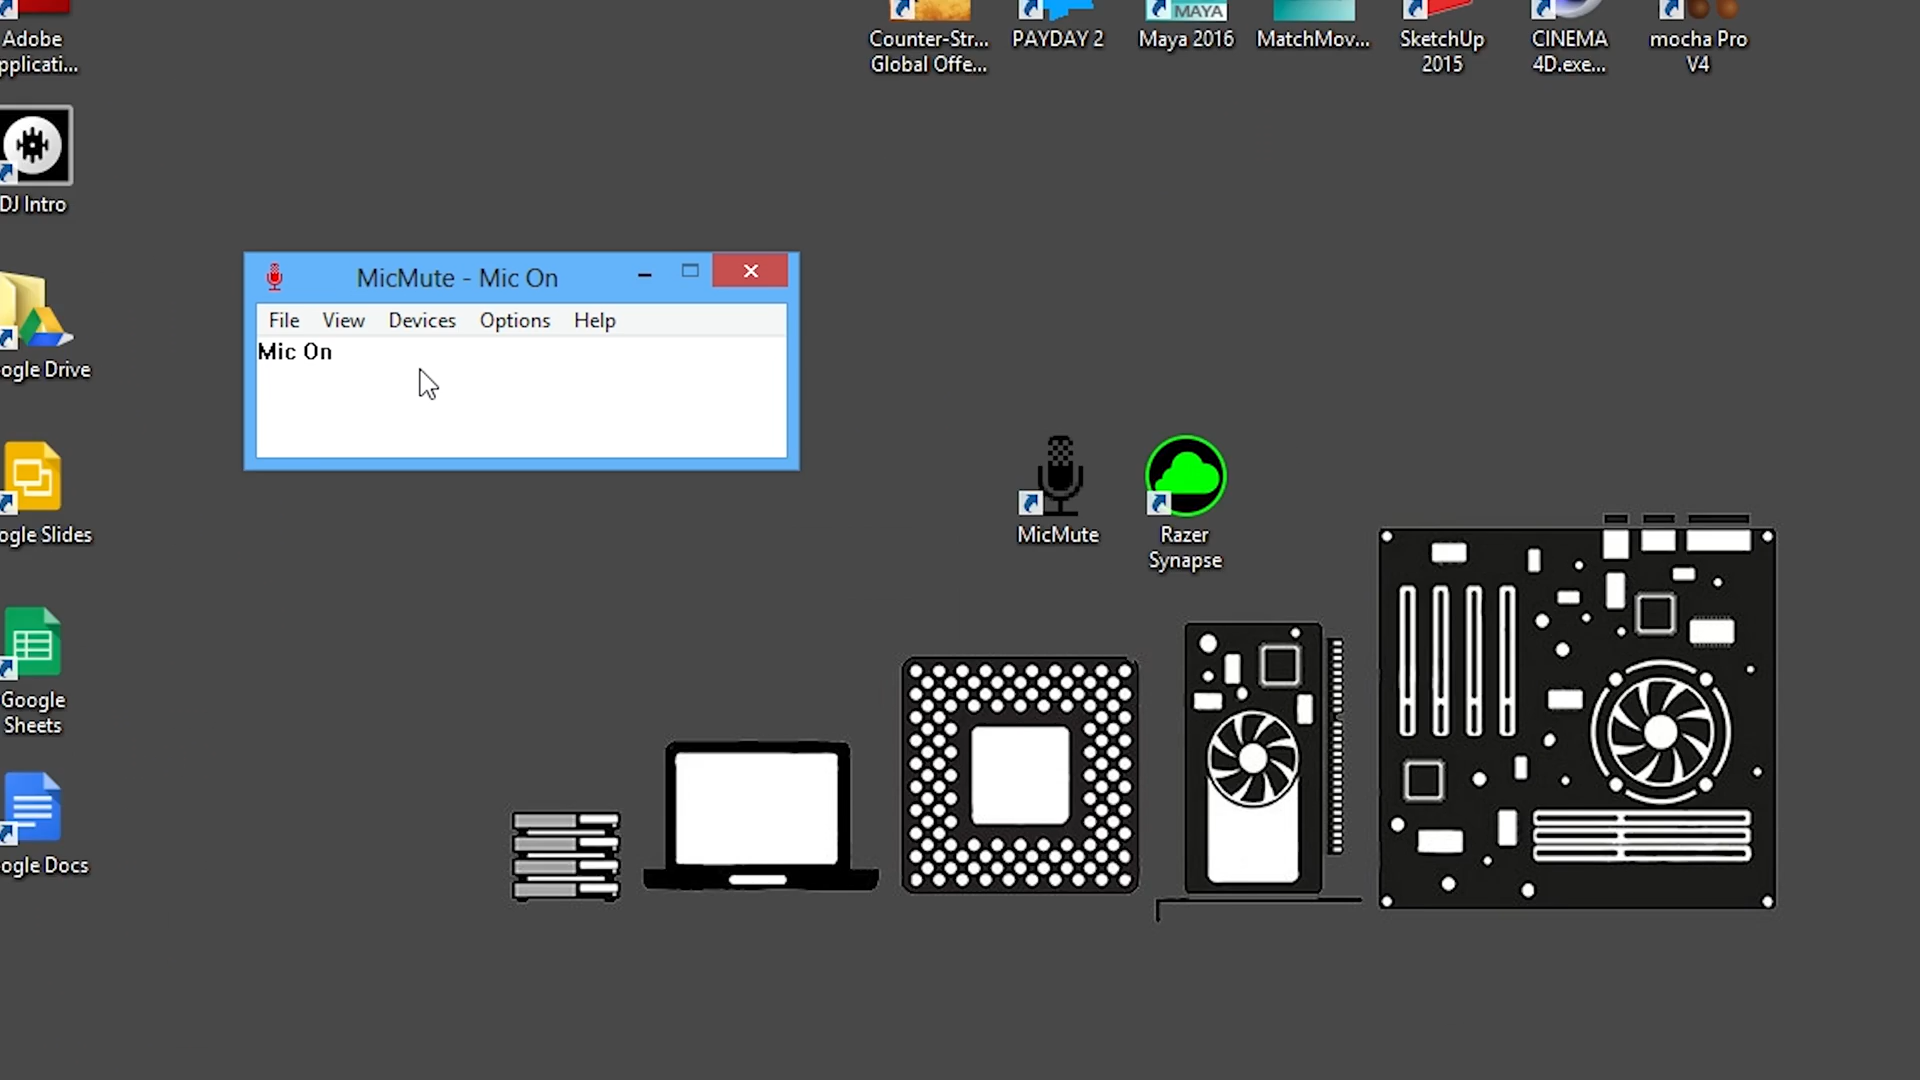 Adobe
pplicati...
Counter-Str...
Global Offe...
PAYDAY 2
MAYA
Maya 2016
MatchMov...
SketchUp
2015
CINEMA
4D.exe...
mocha Pro
V4
DJ Intro
MicMute - Mic On
File View Devices Options Help
Mic On
ogle Drive
ogle Slides
MicMute
Razer
Synapse
Google
Sheets
ogle Docs